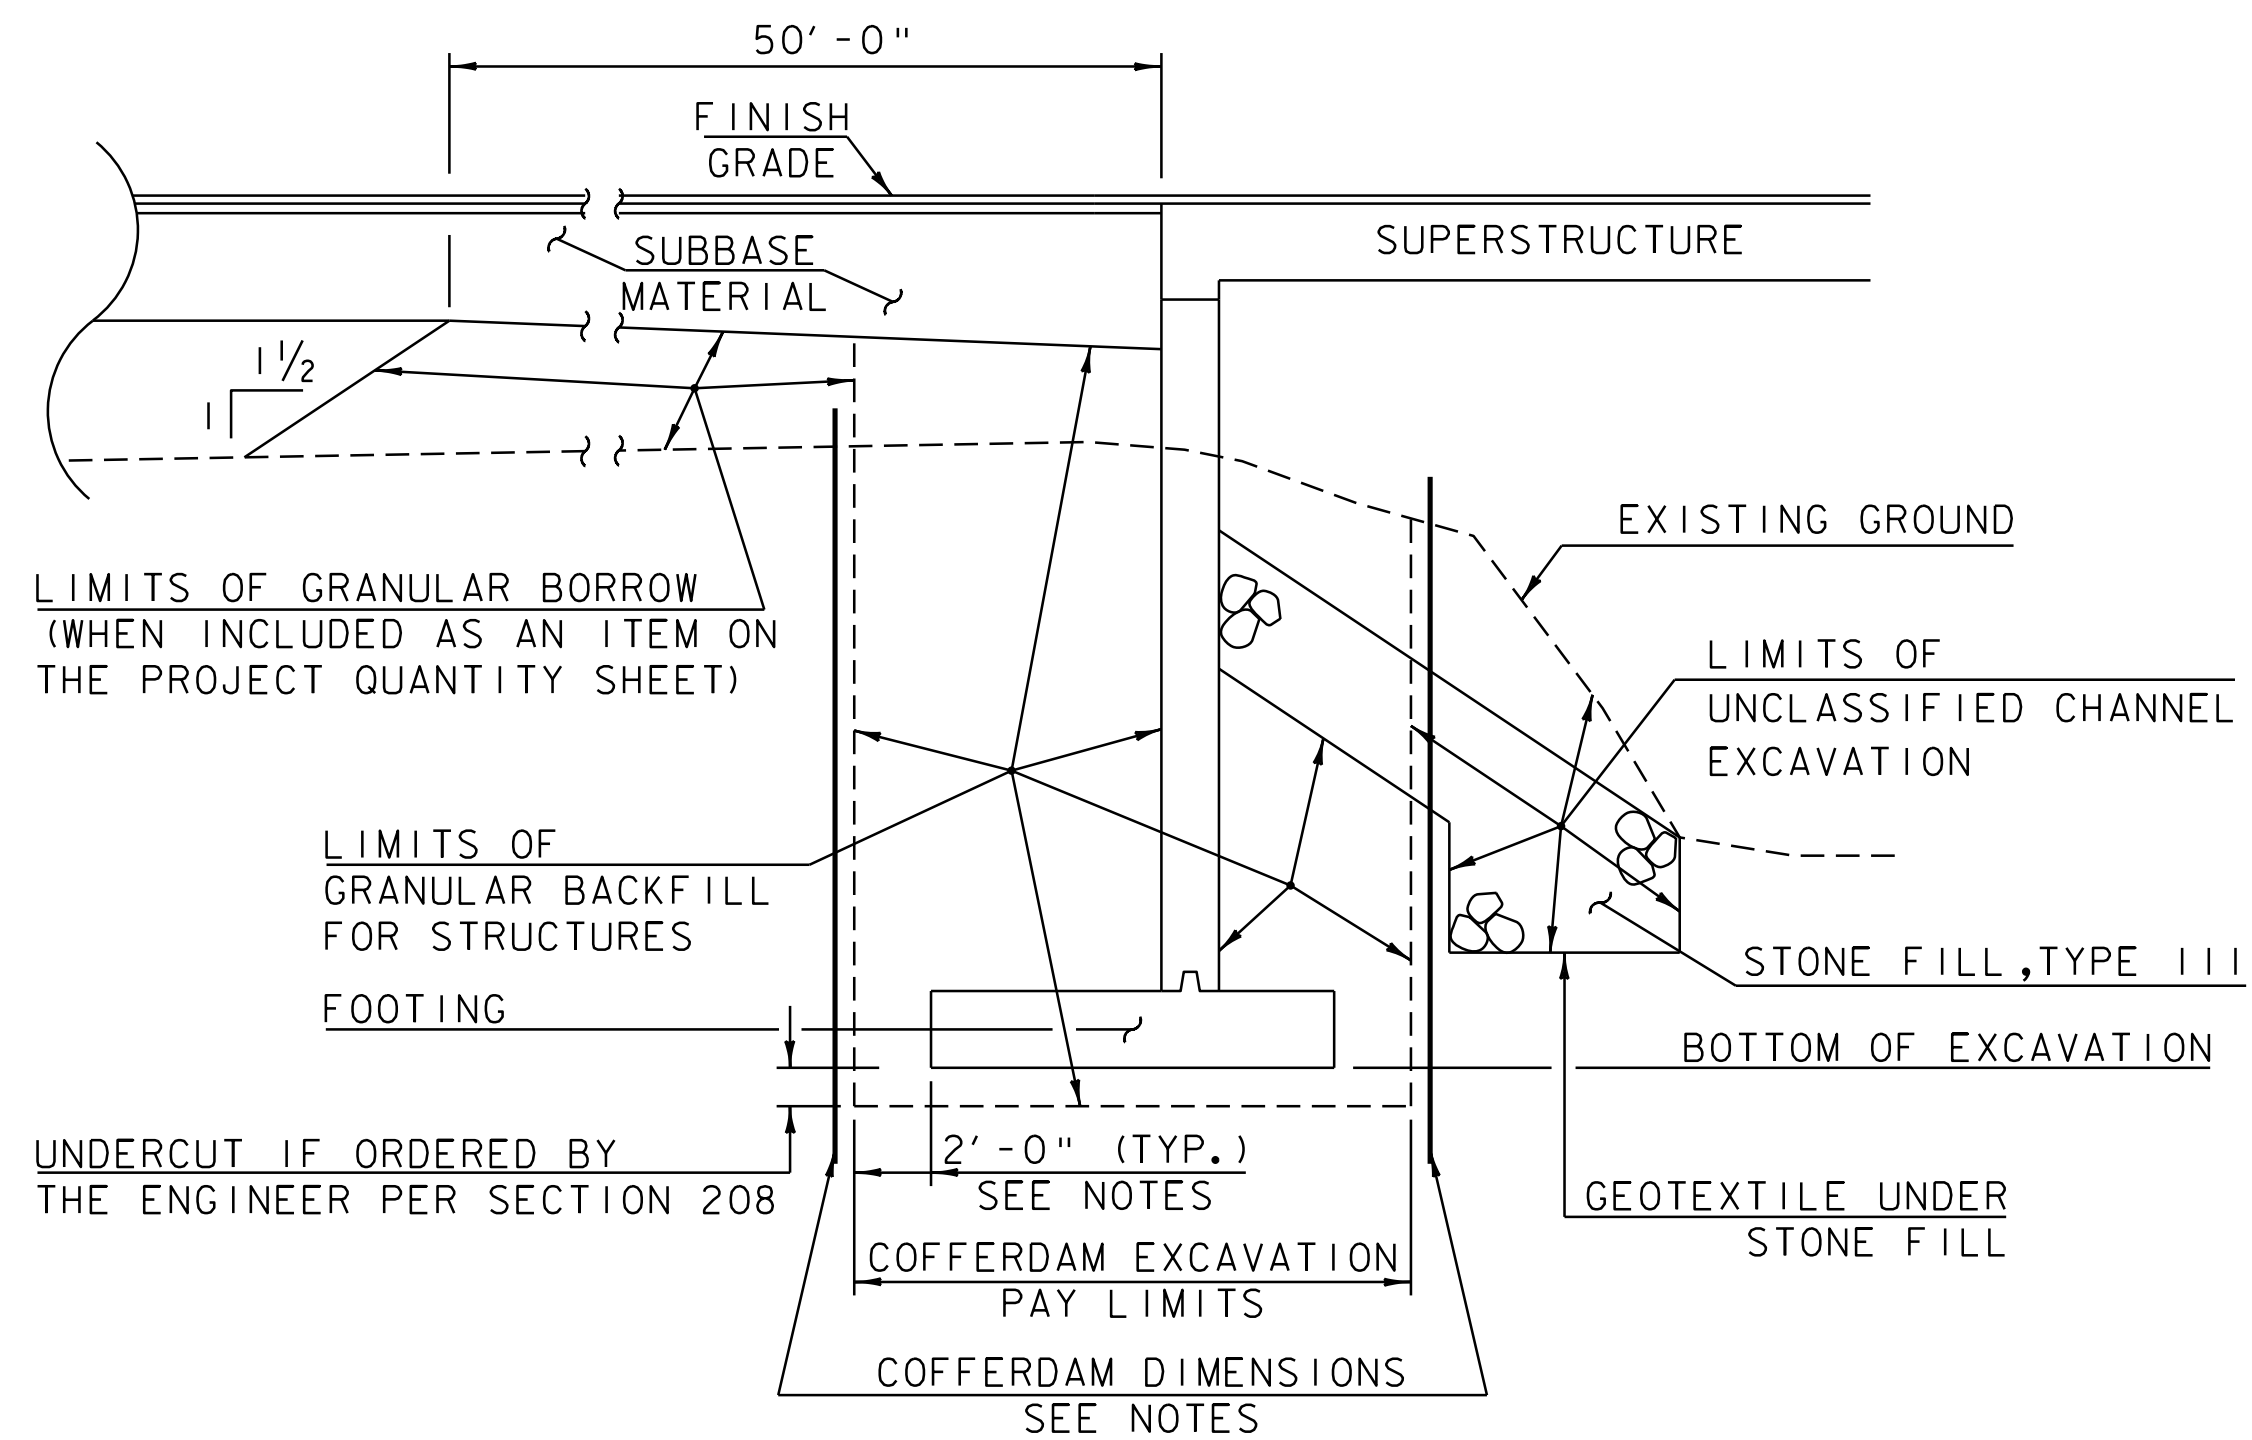 50'-0"
FINISH
GRADE
SUBBASE
MATERIAL
SUPERSTRUCTURE
1 1/2
1
EXISTING GROUND
LIMITS OF GRANULAR BORROW
(WHEN INCLUDED AS AN ITEM ON
THE PROJECT QUANTITY SHEET)
LIMITS OF
UNCLASSIFIED CHANNEL
EXCAVATION
LIMITS OF
GRANULAR BACKFILL
FOR STRUCTURES
STONE FILL, TYPE III
FOOTING
BOTTOM OF EXCAVATION
UNDERCUT IF ORDERED BY
THE ENGINEER PER SECTION 208
2'-0" (TYP.)
SEE NOTES
GEOTEXTILE UNDER
STONE FILL
COFFERDAM EXCAVATION
PAY LIMITS
COFFERDAM DIMENSIONS
SEE NOTES